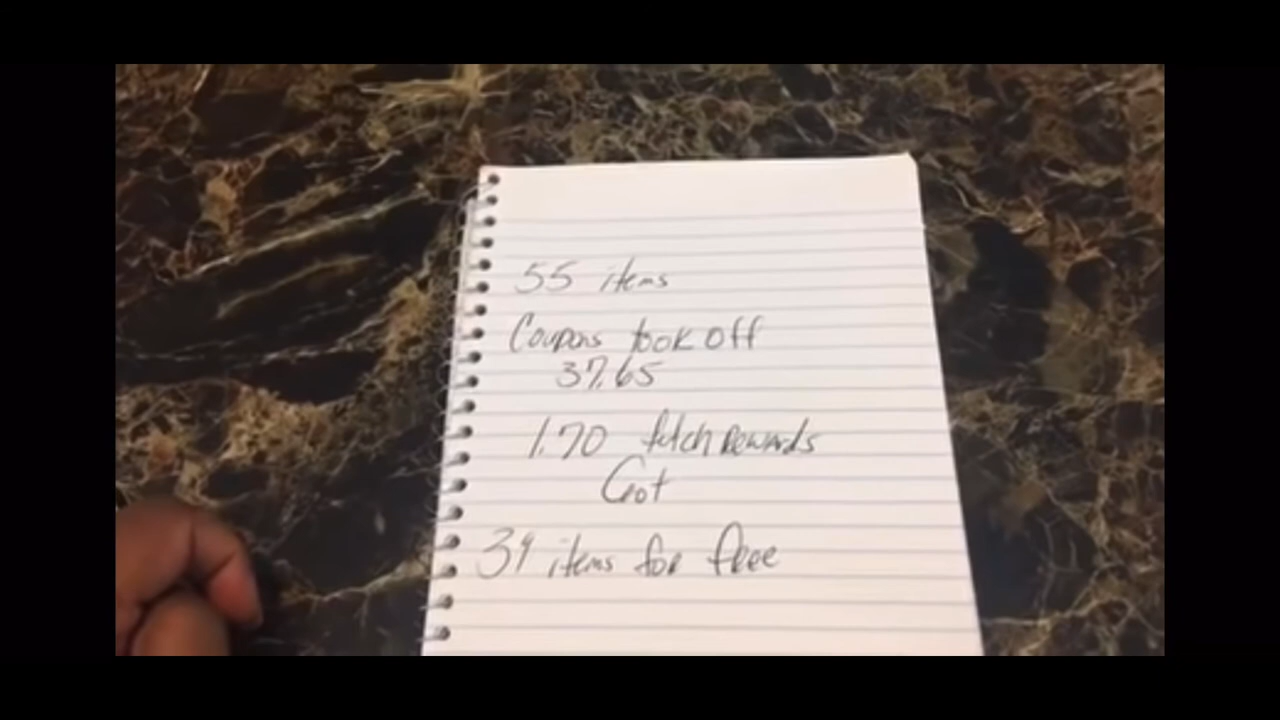 55 items
Coupons took off
37.65
1.70 fetch Rewards
Got
34 items for free